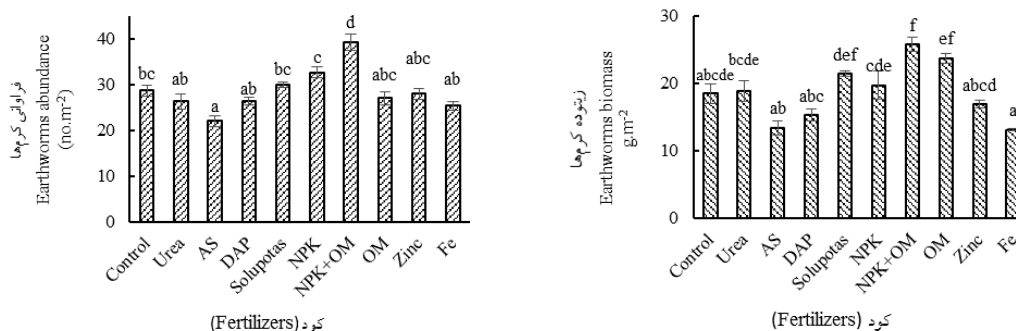 فراوانی کرم‌ها
Earthworms abundance
(no.m-2)
40
30
20
10
0
bc
ab
a
ab
bc
c
d
abc
abc
ab
Control
Urea
AS
DAP
Solupotas
NPK
NPK+OM
OM
Zinc
Fe
کود (Fertilizers)
زیتوده کرم‌ها
Earthworms biomass
g.m-2
30
20
10
0
abcde
bcde
ab
abc
def
cde
f
ef
abcd
a
Control
Urea
AS
DAP
Solupotas
NPK
NPK+OM
OM
Zinc
Fe
کود (Fertilizers)